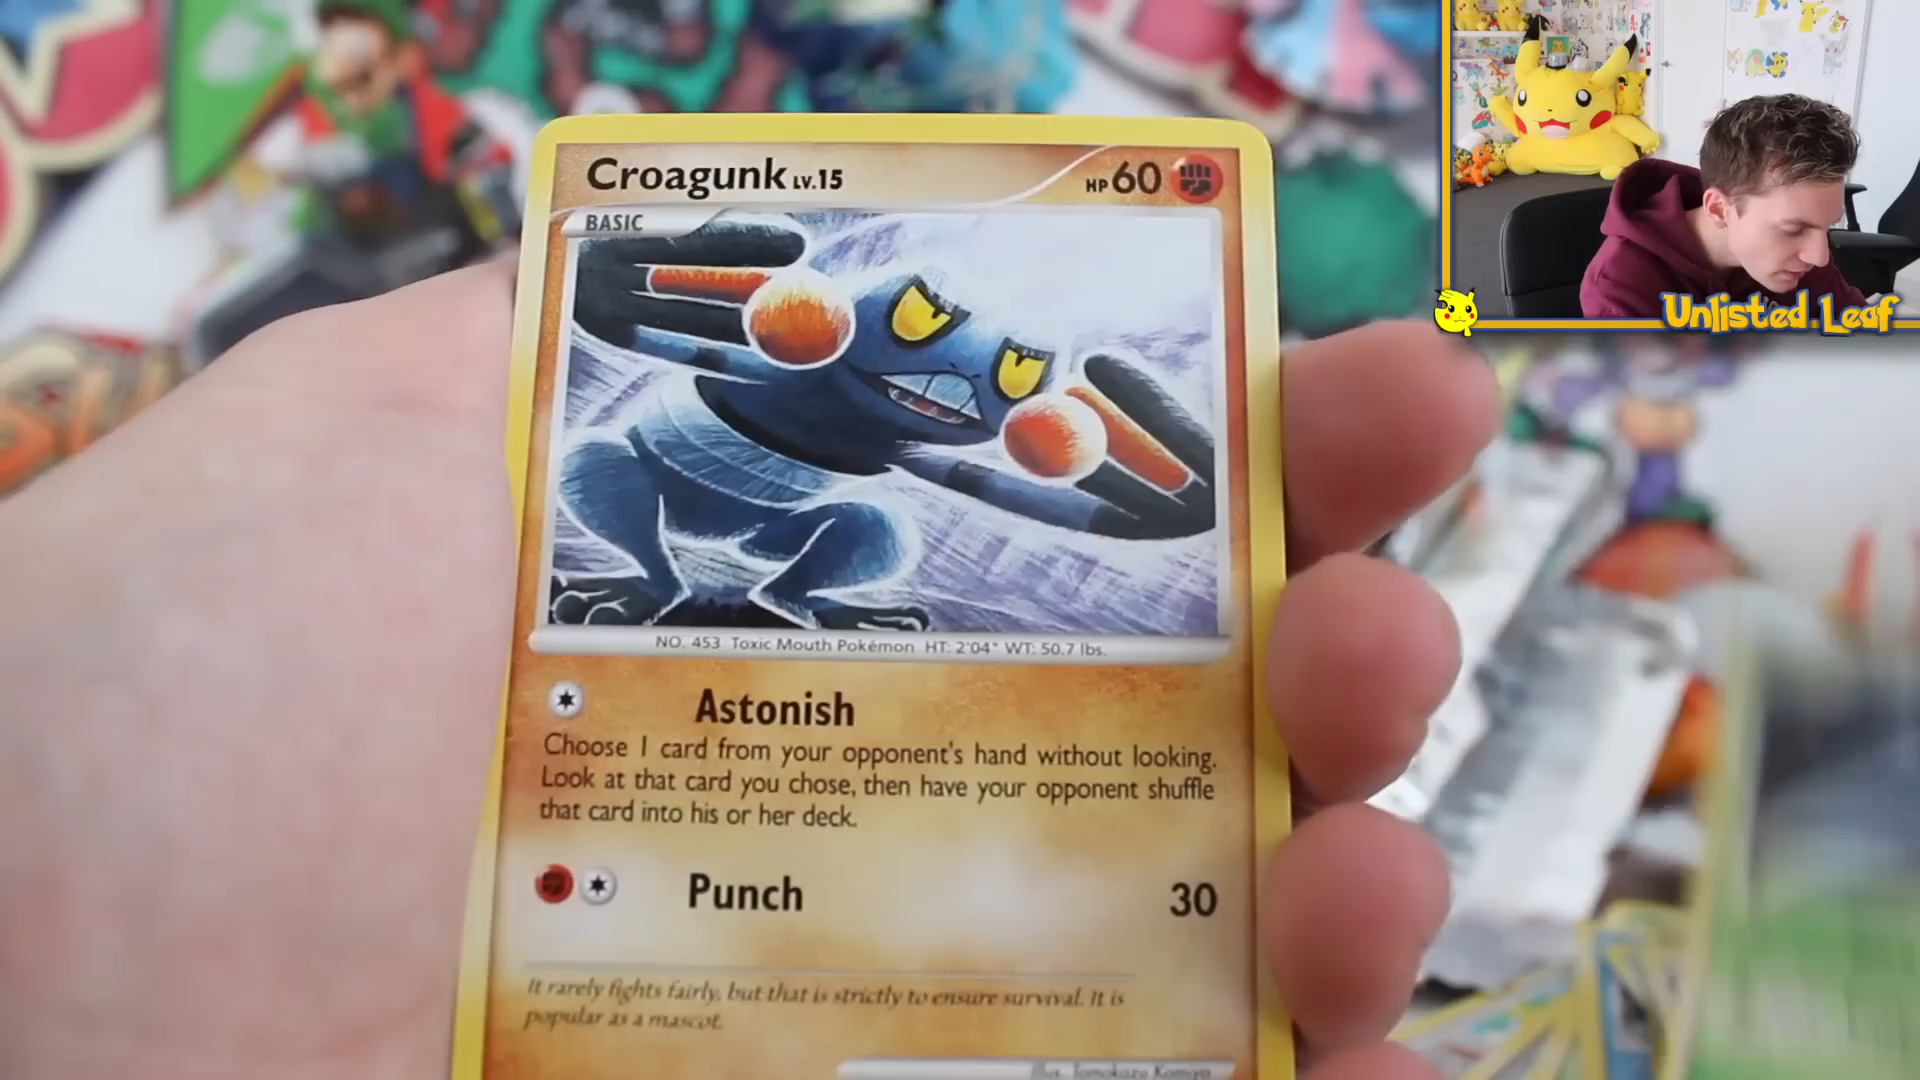 Croagunk LV.15
HP 60
BASIC
NO. 453 Toxic Mouth Pokémon HT: 2'04" WT: 50.7 lbs.
Astonish
Choose 1 card from your opponent's hand without looking.
Look at that card you chose, then have your opponent shuffle
that card into his or her deck.
Punch 30
It rarely fights fairly, but that is strictly to ensure survival. It is
popular as a mascot.
Illus. Tomokazu Komiya
Unlisted Leaf